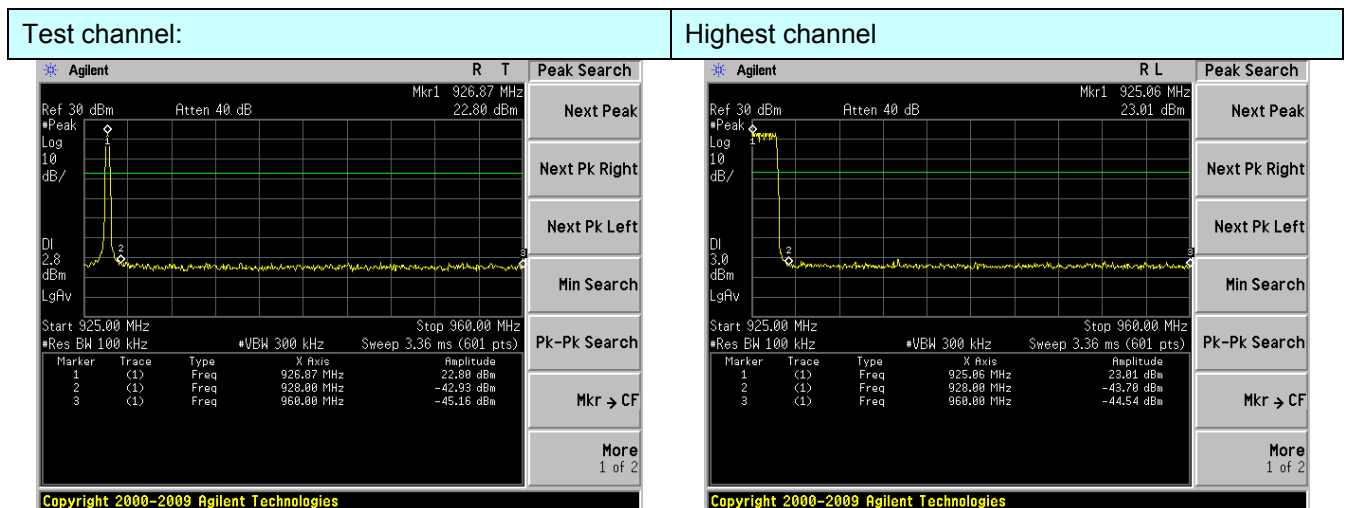 Test channel:
Highest channel
Agilent R T Peak Search
Mkr1 926.87 MHz
Ref 30 dBm Atten 40 dB 22.80 dBm
#Peak
Log
10
dB/
1
2
3
DI
2.8
dBm
LgAv
Start 925.00 MHz Stop 960.00 MHz
#Res BW 100 kHz #VBW 300 kHz Sweep 3.36 ms (601 pts)
Marker Trace Type X Axis Amplitude
1 (1) Freq 926.87 MHz 22.80 dBm
2 (1) Freq 928.00 MHz -42.93 dBm
3 (1) Freq 960.00 MHz -45.16 dBm
Copyright 2000-2009 Agilent Technologies
Next Peak
Next Pk Right
Next Pk Left
Min Search
Pk-Pk Search
Mkr → CF
More
1 of 2
Agilent R L Peak Search
Mkr1 925.06 MHz
Ref 30 dBm Atten 40 dB 23.01 dBm
#Peak
Log
10
dB/
1
2
3
DI
3.0
dBm
LgAv
Start 925.00 MHz Stop 960.00 MHz
#Res BW 100 kHz #VBW 300 kHz Sweep 3.36 ms (601 pts)
Marker Trace Type X Axis Amplitude
1 (1) Freq 925.06 MHz 23.01 dBm
2 (1) Freq 928.00 MHz -43.70 dBm
3 (1) Freq 960.00 MHz -44.54 dBm
Copyright 2000-2009 Agilent Technologies
Next Peak
Next Pk Right
Next Pk Left
Min Search
Pk-Pk Search
Mkr → CF
More
1 of 2